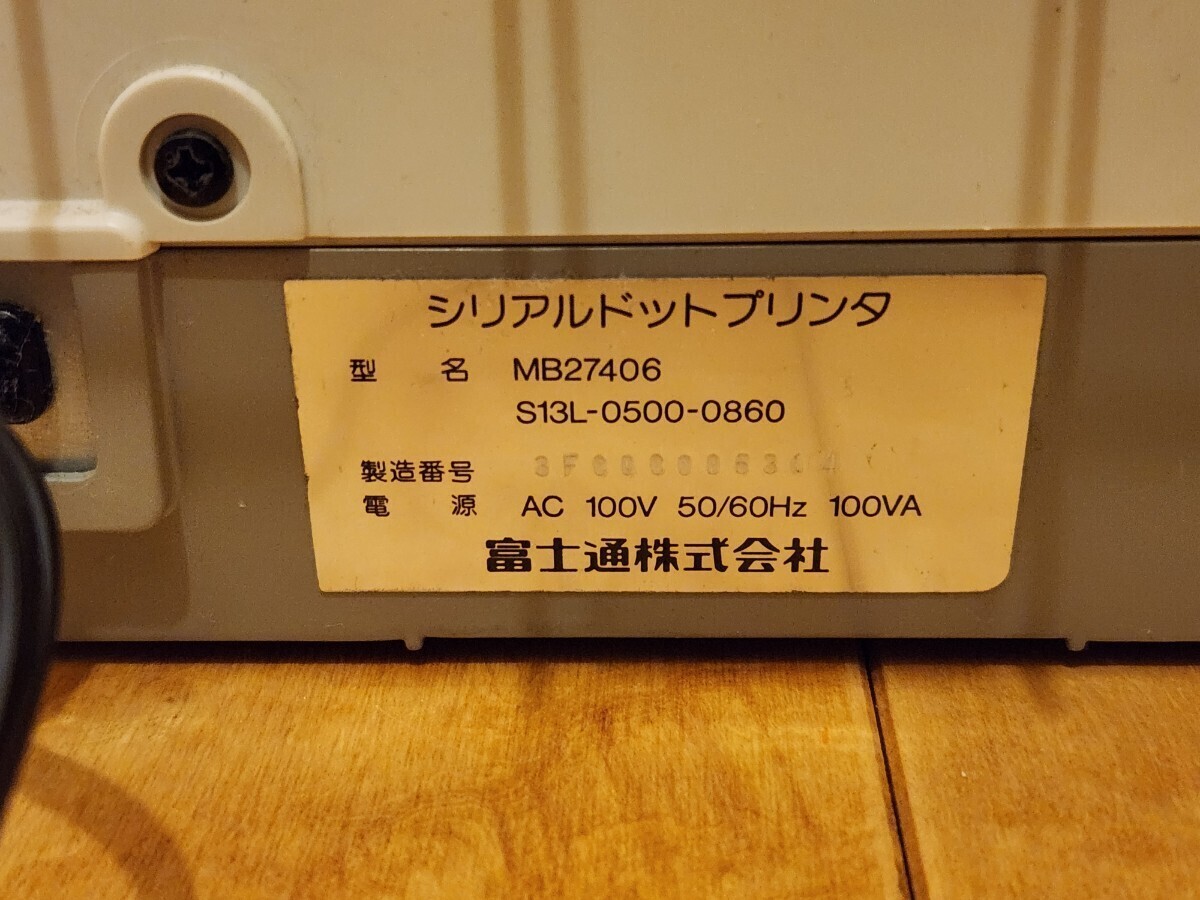 シリアルドットプリンタ
型 名 MB27406
S13L-0500-0860
製造番号
電 源 AC 100V 50/60Hz 100VA
富士通株式会社